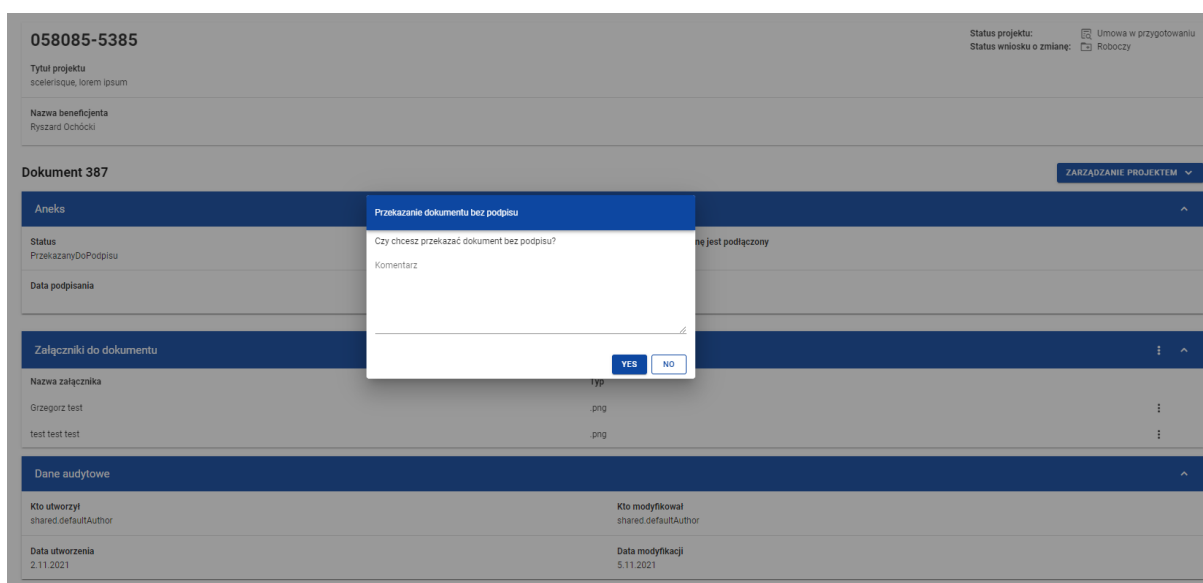 058085-5385
Status projektu: Umowa w przygotowaniu
Status wniosku o zmianę: Roboczy
Tytuł projektu
scelerisque, lorem ipsum
Nazwa beneficjenta
Ryszard Ochócki
Dokument 387
ZARZĄDZANIE PROJEKTEM
Aneks
Przekazanie dokumentu bez podpisu
Czy chcesz przekazać dokument bez podpisu?
Komentarz
YES NO
Status
nę jest podłączony
PrzekazanyDoPodpisu
Data podpisania
Załączniki do dokumentu
Nazwa załącznika Typ
Grzegorz test .png
test test test .png
Dane audytowe
Kto utworzył Kto modyfikował
shared.defaultAuthor shared.defaultAuthor
Data utworzenia Data modyfikacji
2.11.2021 5.11.2021